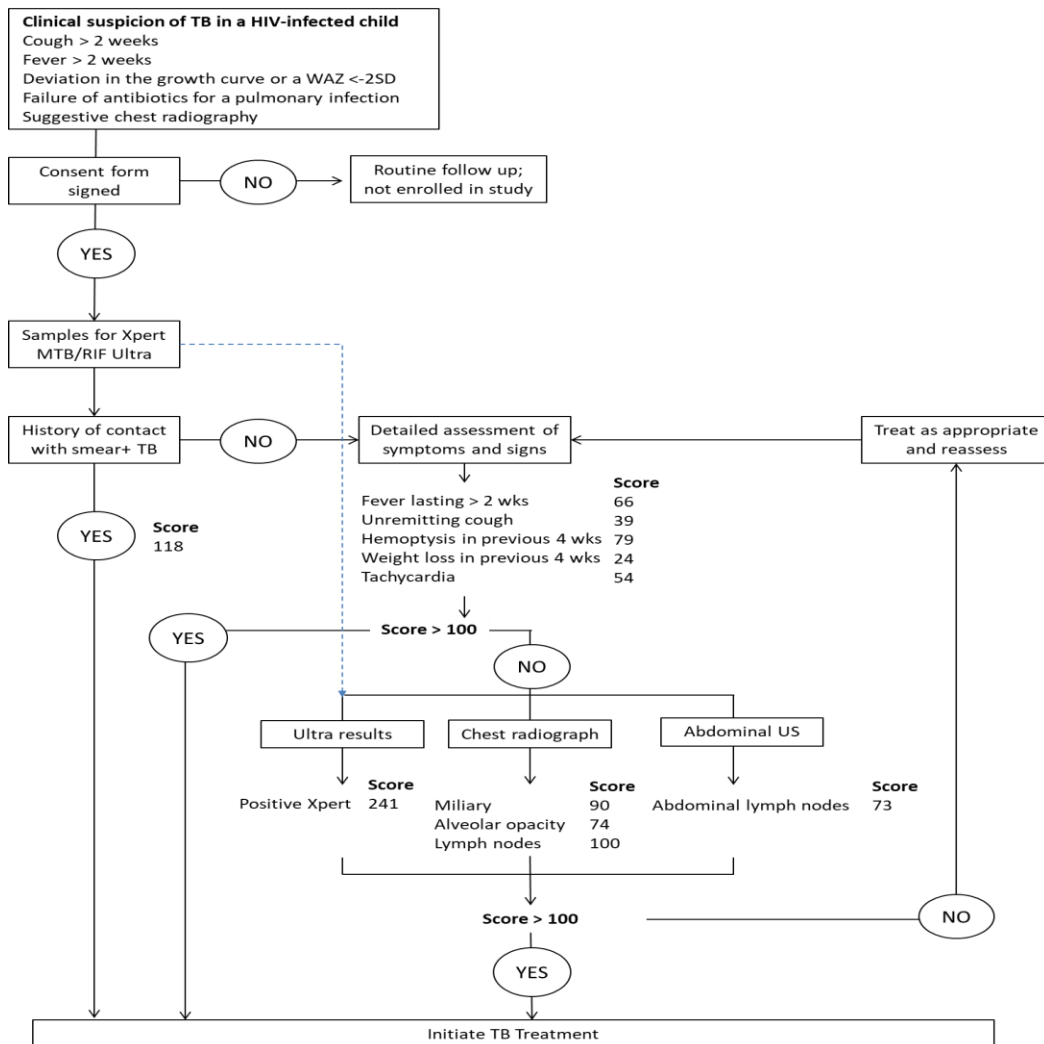 Clinical suspicion of TB in a HIV-infected child
Cough > 2 weeks
Fever > 2 weeks
Deviation in the growth curve or a WAZ <-2SD
Failure of antibiotics for a pulmonary infection
Suggestive chest radiography
Consent form
signed
NO
Routine follow up;
not enrolled in study
YES
Samples for Xpert
MTB/RIF Ultra
History of contact
with smear+ TB
NO
Detailed assessment of
symptoms and signs
Treat as appropriate
and reassess
YES
Score
118
Score
Fever lasting > 2 wks 66
Unremitting cough 39
Hemoptysis in previous 4 wks 79
Weight loss in previous 4 wks 24
Tachycardia 54
YES
Score > 100
NO
Ultra results
Chest radiograph
Abdominal US
Score
Positive Xpert 241
Score
Miliary 90
Alveolar opacity 74
Lymph nodes 100
Score
Abdominal lymph nodes 73
Score > 100
NO
YES
Initiate TB Treatment